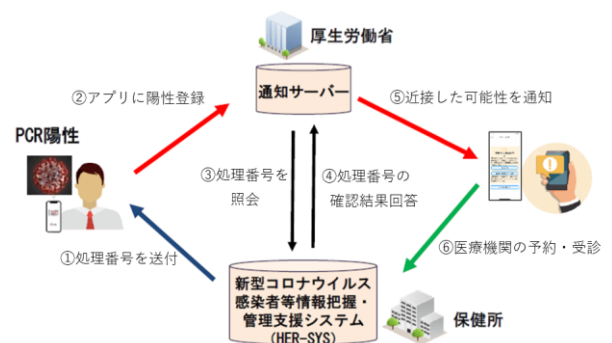 厚生労働省
通知サーバー
②アプリに陽性登録
⑤近接した可能性を通知
PCR陽性
③処理番号を
照会
④処理番号の
確認結果回答
①処理番号を送付
⑥医療機関の予約・受診
新型コロナウイルス
感染者等情報把握・
管理支援システム
(HER-SYS)
保健所